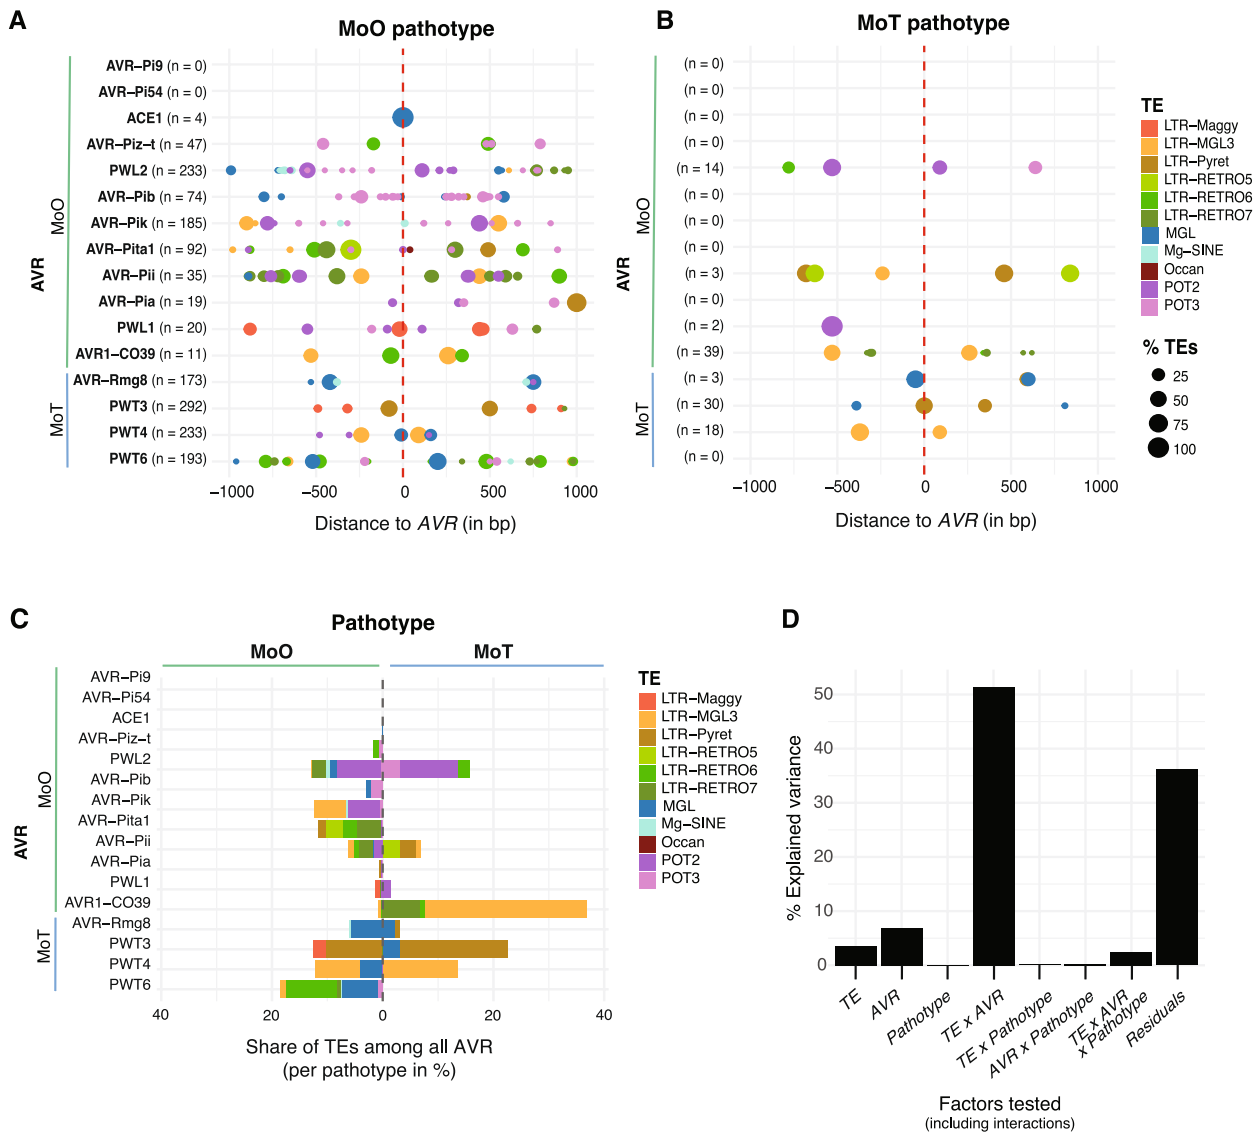 A
MoO pathotype
AVR
MoO
MoT
AVR–Pi9 (n = 0)
AVR–Pi54 (n = 0)
ACE1 (n = 4)
AVR–Piz–t (n = 47)
PWL2 (n = 233)
AVR–Pib (n = 74)
AVR–Pik (n = 185)
AVR–Pita1 (n = 92)
AVR–Pii (n = 35)
AVR–Pia (n = 19)
PWL1 (n = 20)
AVR1–CO39 (n = 11)
AVR–Rmg8 (n = 173)
PWT3 (n = 292)
PWT4 (n = 233)
PWT6 (n = 193)
−1000 −500 0 500 1000
Distance to AVR (in bp)
B
MoT pathotype
AVR
MoO
MoT
(n = 0)
(n = 0)
(n = 0)
(n = 0)
(n = 14)
(n = 0)
(n = 0)
(n = 0)
(n = 3)
(n = 0)
(n = 2)
(n = 39)
(n = 3)
(n = 30)
(n = 18)
(n = 0)
−1000 −500 0 500 1000
Distance to AVR (in bp)
TE
LTR–Maggy
LTR–MGL3
LTR–Pyret
LTR–RETRO5
LTR–RETRO6
LTR–RETRO7
MGL
Mg–SINE
Occan
POT2
POT3
% TEs
25
50
75
100
C
Pathotype
MoO MoT
AVR
MoO
MoT
AVR–Pi9
AVR–Pi54
ACE1
AVR–Piz–t
PWL2
AVR–Pib
AVR–Pik
AVR–Pita1
AVR–Pii
AVR–Pia
PWL1
AVR1–CO39
AVR–Rmg8
PWT3
PWT4
PWT6
40 20 0 20 40
Share of TEs among all AVR
(per pathotype in %)
TE
LTR–Maggy
LTR–MGL3
LTR–Pyret
LTR–RETRO5
LTR–RETRO6
LTR–RETRO7
MGL
Mg–SINE
Occan
POT2
POT3
D
% Explained variance
50
40
30
20
10
0
TE
AVR
Pathotype
TE x AVR
TE x Pathotype
AVR x Pathotype
TE x AVR
x Pathotype
Residuals
Factors tested
(including interactions)